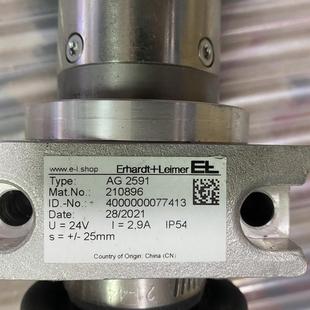 www.e-l.shop Erhardt+Leimer EL
Type: AG 2591
Mat.No.: 210896
ID.-No.: 4000000077413
Date: 28/2021
U = 24V I = 2,9A IP54
s = +/- 25mm
Country of Origin: China (CN)